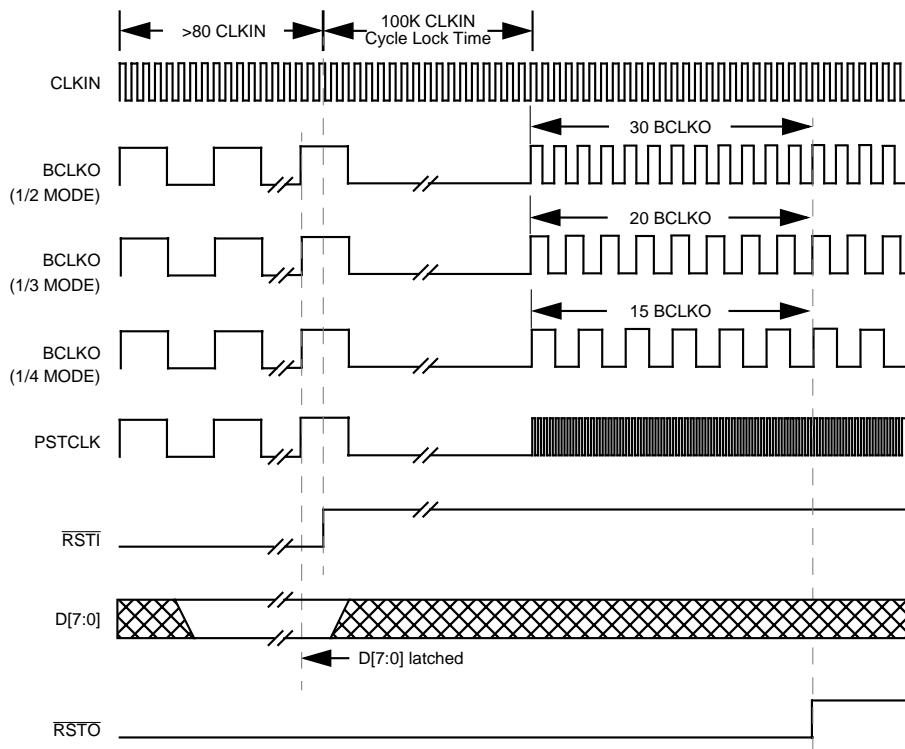 >80 CLKIN
100K CLKIN
Cycle Lock Time
CLKIN
30 BCLKO
BCLKO
(1/2 MODE)
20 BCLKO
BCLKO
(1/3 MODE)
15 BCLKO
BCLKO
(1/4 MODE)
PSTCLK
RSTI
D[7:0]
D[7:0] latched
RSTO